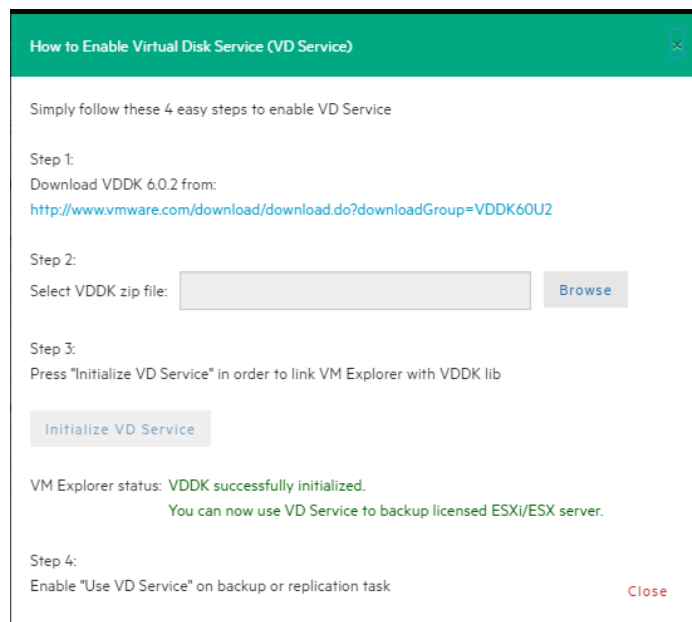 How to Enable Virtual Disk Service (VD Service)
×
Simply follow these 4 easy steps to enable VD Service
Step 1:
Download VDDK 6.0.2 from:
http://www.vmware.com/download/download.do?downloadGroup=VDDK60U2
Step 2:
Select VDDK zip file:
Browse
Step 3:
Press "Initialize VD Service" in order to link VM Explorer with VDDK lib
Initialize VD Service
VM Explorer status: VDDK successfully initialized.
You can now use VD Service to backup licensed ESXi/ESX server.
Step 4:
Enable "Use VD Service" on backup or replication task
Close